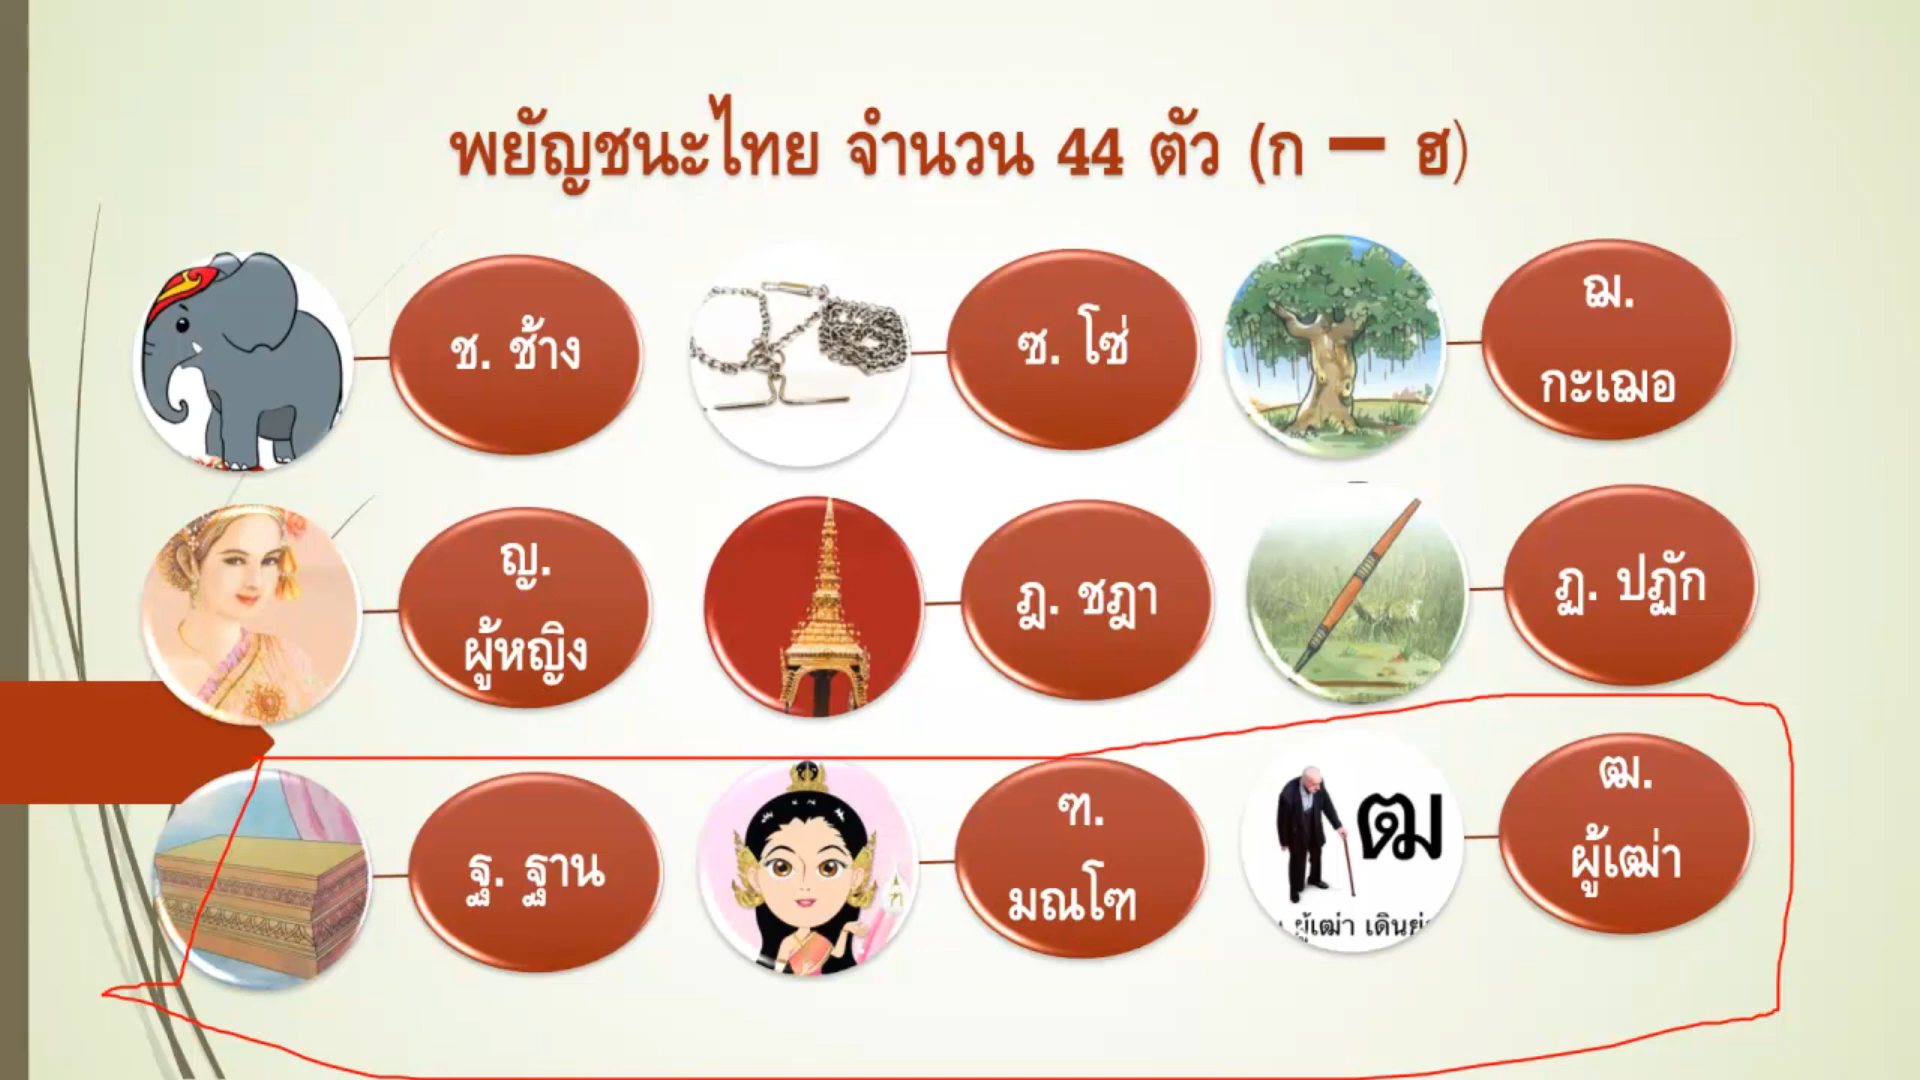 พยัญชนะไทย จำนวน 44 ตัว (ก – ฮ)
ช. ช้าง
ซ. โซ่
ฌ.
กะเฌอ
ญ.
ผู้หญิง
ฎ. ชฎา
ฏ. ปฏัก
ฐ. ฐาน
ฑ.
มณโฑ
ฒ
ผู้เฒ่า เดิน
ฒ.
ผู้เฒ่า